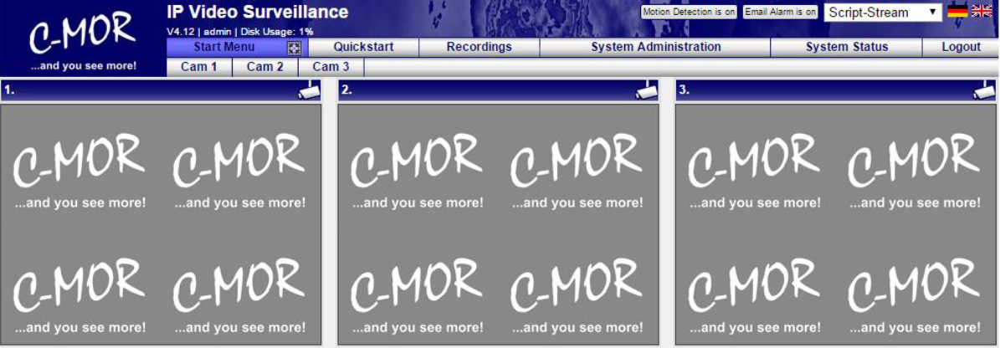 C-MOR
...and you see more!
IP Video Surveillance
V4.12 | admin | Disk Usage: 1%
Motion Detection is on Email Alarm is on Script-Stream
Start Menu Quickstart Recordings System Administration System Status Logout
Cam 1 Cam 2 Cam 3
1. 2. 3.
C-MOR C-MOR C-MOR C-MOR C-MOR C-MOR
...and you see more! ...and you see more! ...and you see more! ...and you see more! ...and you see more! ...and you see more!
C-MOR C-MOR C-MOR C-MOR C-MOR C-MOR
...and you see more! ...and you see more! ...and you see more! ...and you see more! ...and you see more! ...and you see more!